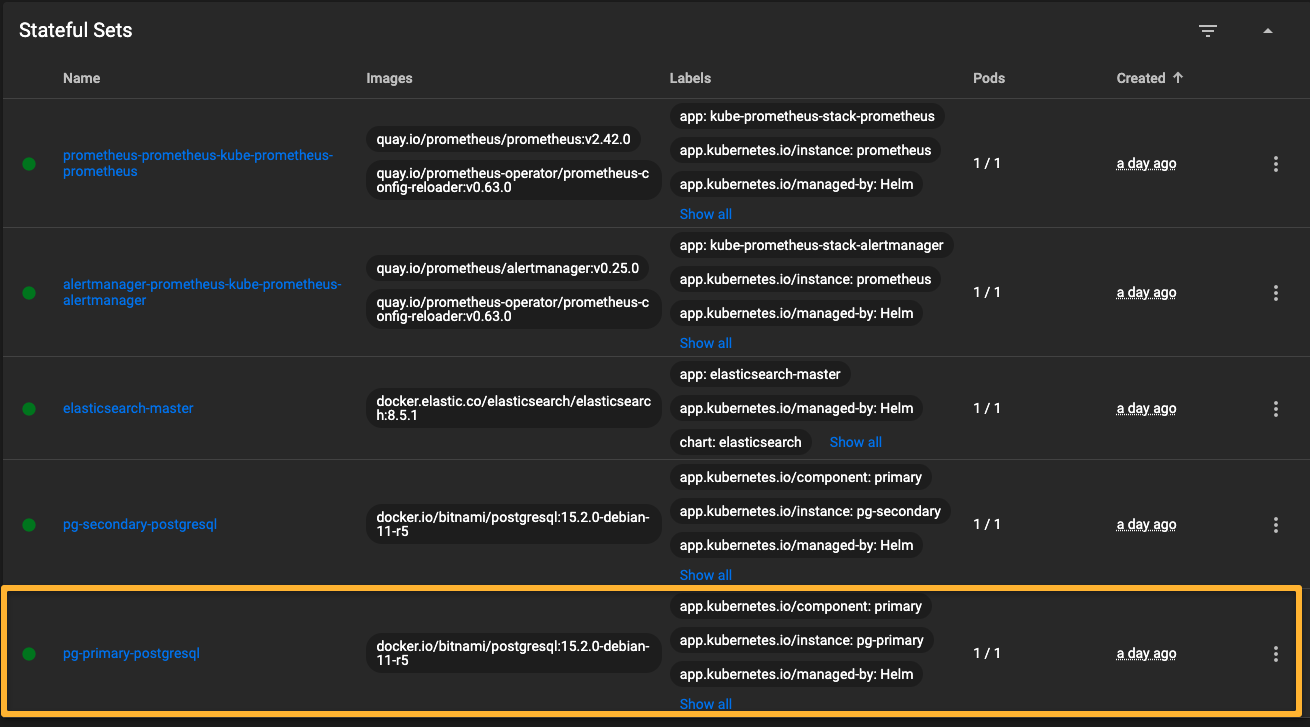 Stateful Sets
Name Images Labels Pods Created
prometheus-prometheus-kube-prometheus-
prometheus
quay.io/prometheus/prometheus:v2.42.0
quay.io/prometheus-operator/prometheus-c
onfig-reloader:v0.63.0
app: kube-prometheus-stack-prometheus
app.kubernetes.io/instance: prometheus
app.kubernetes.io/managed-by: Helm
Show all
1 / 1
a day ago
alertmanager-prometheus-kube-prometheus-
alertmanager
quay.io/prometheus/alertmanager:v0.25.0
quay.io/prometheus-operator/prometheus-c
onfig-reloader:v0.63.0
app: kube-prometheus-stack-alertmanager
app.kubernetes.io/instance: prometheus
app.kubernetes.io/managed-by: Helm
Show all
1 / 1
a day ago
elasticsearch-master
docker.elastic.co/elasticsearch/elasticsearc
h:8.5.1
app: elasticsearch-master
app.kubernetes.io/managed-by: Helm
chart: elasticsearch Show all
1 / 1
a day ago
pg-secondary-postgresql
docker.io/bitnami/postgresql:15.2.0-debian-
11-r5
app.kubernetes.io/component: primary
app.kubernetes.io/instance: pg-secondary
app.kubernetes.io/managed-by: Helm
Show all
1 / 1
a day ago
pg-primary-postgresql
docker.io/bitnami/postgresql:15.2.0-debian-
11-r5
app.kubernetes.io/component: primary
app.kubernetes.io/instance: pg-primary
app.kubernetes.io/managed-by: Helm
Show all
1 / 1
a day ago